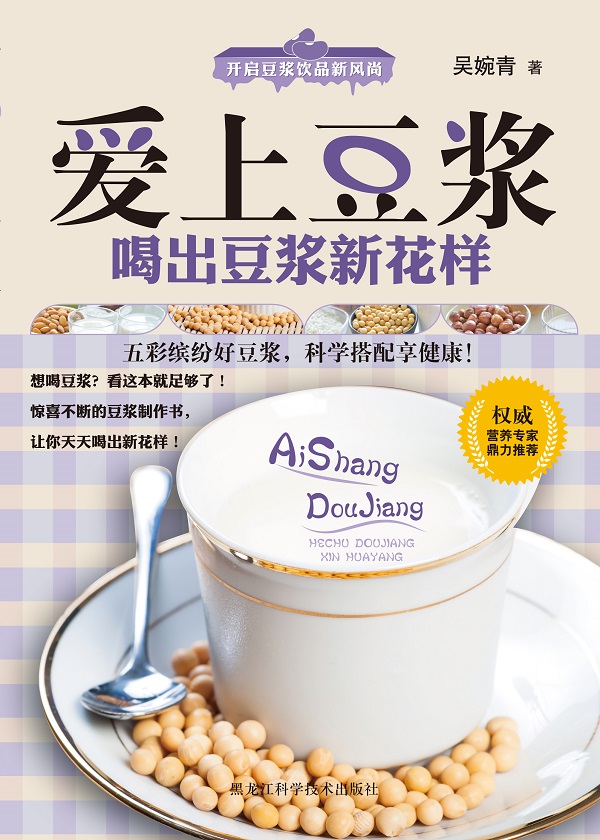 开启豆浆饮品新风尚
吴婉青 著
爱上豆浆
喝出豆浆新花样
五彩缤纷好豆浆，科学搭配享健康！
想喝豆浆？看这本就足够了！
惊喜不断的豆浆制作书，
让你天天喝出新花样！
权威
营养专家
鼎力推荐
AiShang
DouJiang
HECHU DOUJIANG
XIN HUAYANG
黑龙江科学技术出版社